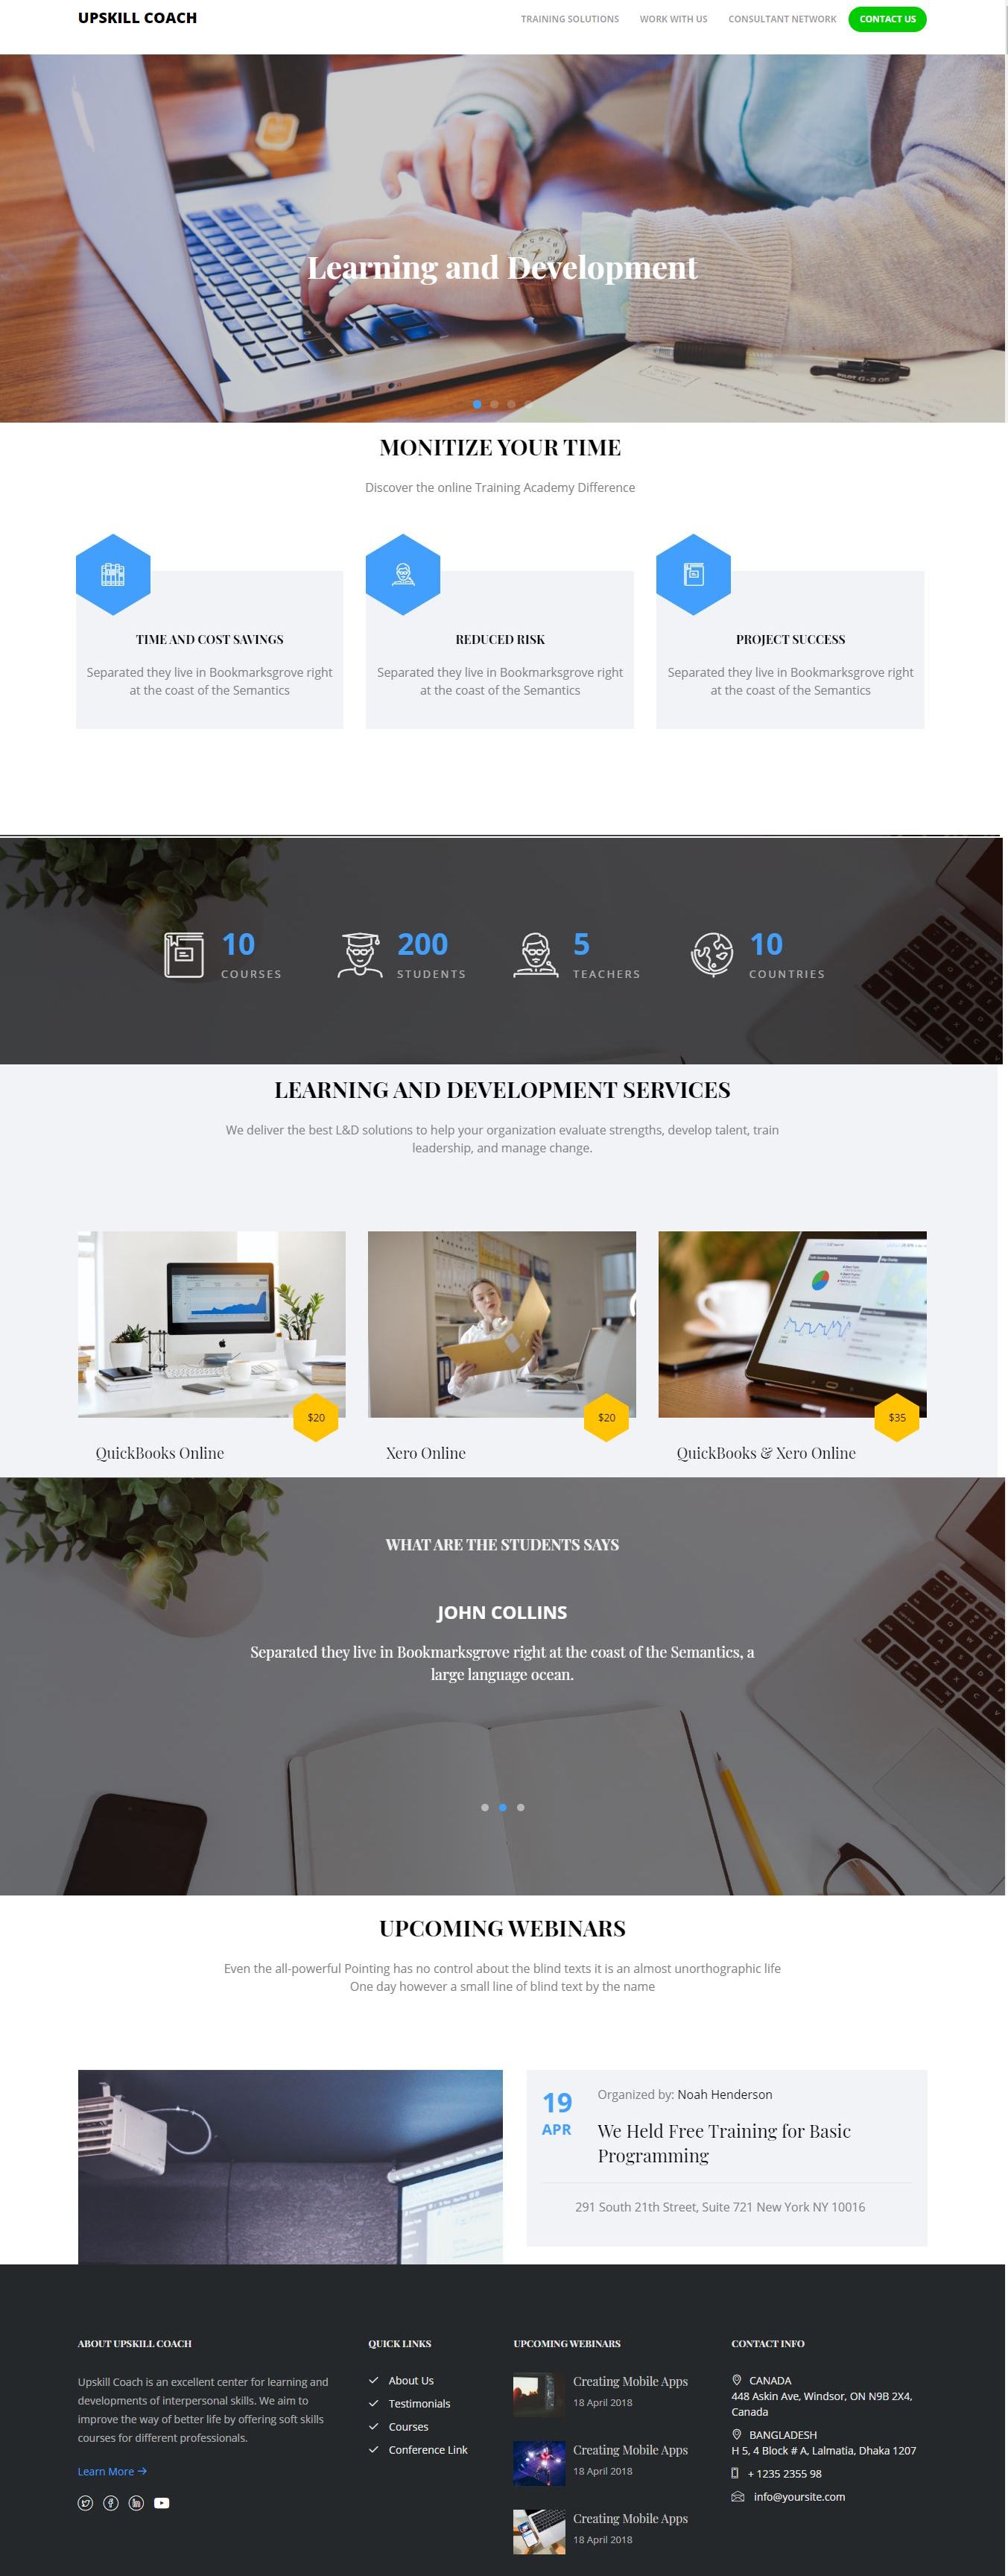 UPSKILL COACH
TRAINING SOLUTIONS
WORK WITH US
CONSULTANT NETWORK
CONTACT US
Learning and Development
PILOT G-2 05
MONITIZE YOUR TIME
Discover the online Training Academy Difference
TIME AND COST SAVINGS
Separated they live in Bookmarksgrove right
at the coast of the Semantics
REDUCED RISK
Separated they live in Bookmarksgrove right
at the coast of the Semantics
PROJECT SUCCESS
Separated they live in Bookmarksgrove right
at the coast of the Semantics
10
COURSES
200
STUDENTS
5
TEACHERS
10
COUNTRIES
LEARNING AND DEVELOPMENT SERVICES
We deliver the best L&D solutions to help your organization evaluate strengths, develop talent, train
leadership, and manage change.
$20
QuickBooks Online
$20
Xero Online
$35
QuickBooks & Xero Online
WHAT ARE THE STUDENTS SAYS
JOHN COLLINS
Separated they live in Bookmarksgrove right at the coast of the Semantics, a
large language ocean.
UPCOMING WEBINARS
Even the all-powerful Pointing has no control about the blind texts it is an almost unorthographic life
One day however a small line of blind text by the name
19
APR
Organized by: Noah Henderson
We Held Free Training for Basic
Programming
291 South 21th Street, Suite 721 New York NY 10016
ABOUT UPSKILL COACH
Upskill Coach is an excellent center for learning and
developments of interpersonal skills. We aim to
improve the way of better life by offering soft skills
courses for different professionals.
Learn More
QUICK LINKS
About Us
Testimonials
Courses
Conference Link
UPCOMING WEBINARS
Creating Mobile Apps
18 April 2018
Creating Mobile Apps
18 April 2018
Creating Mobile Apps
18 April 2018
CONTACT INFO
CANADA
448 Askin Ave, Windsor, ON N9B 2X4,
Canada
BANGLADESH
H 5, 4 Block # A, Lalmatia, Dhaka 1207
+ 1235 2355 98
info@yoursite.com